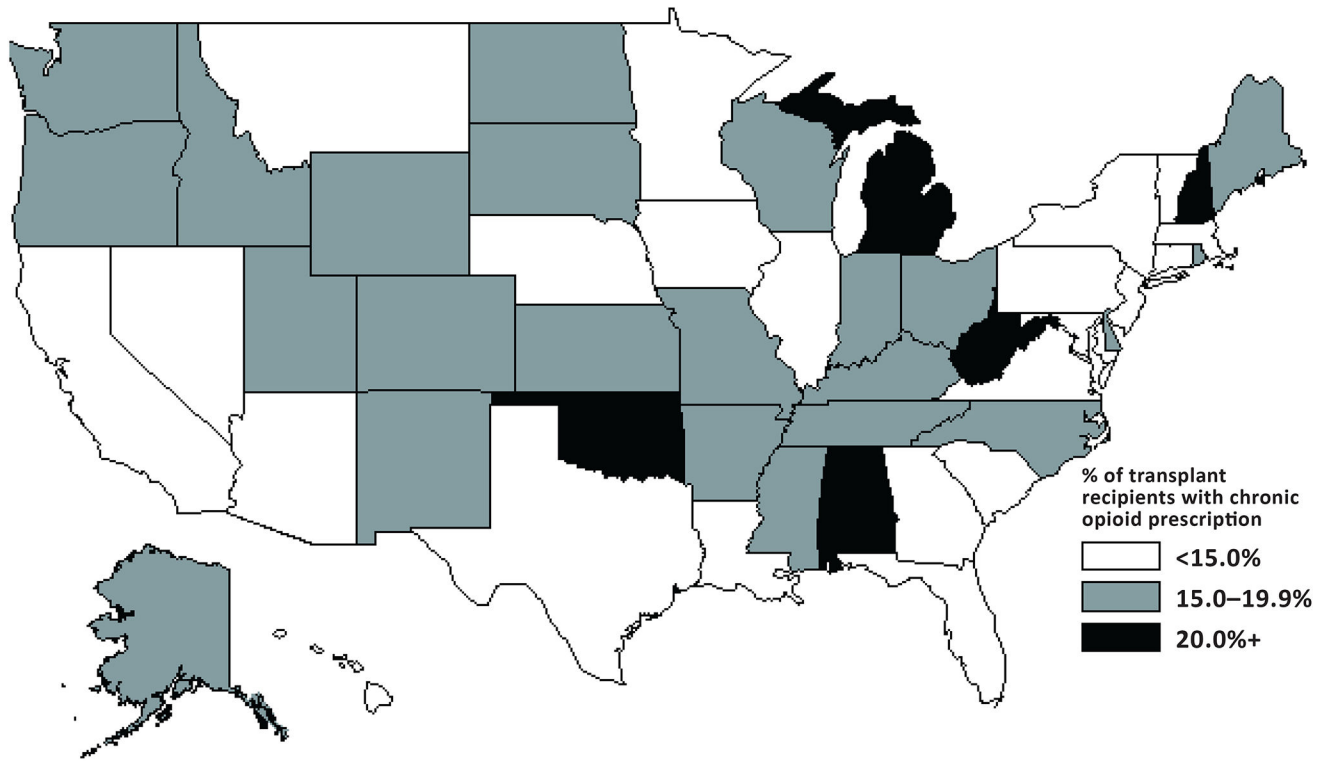 % of transplant
recipients with chronic
opioid prescription
<15.0%
15.0–19.9%
20.0%+